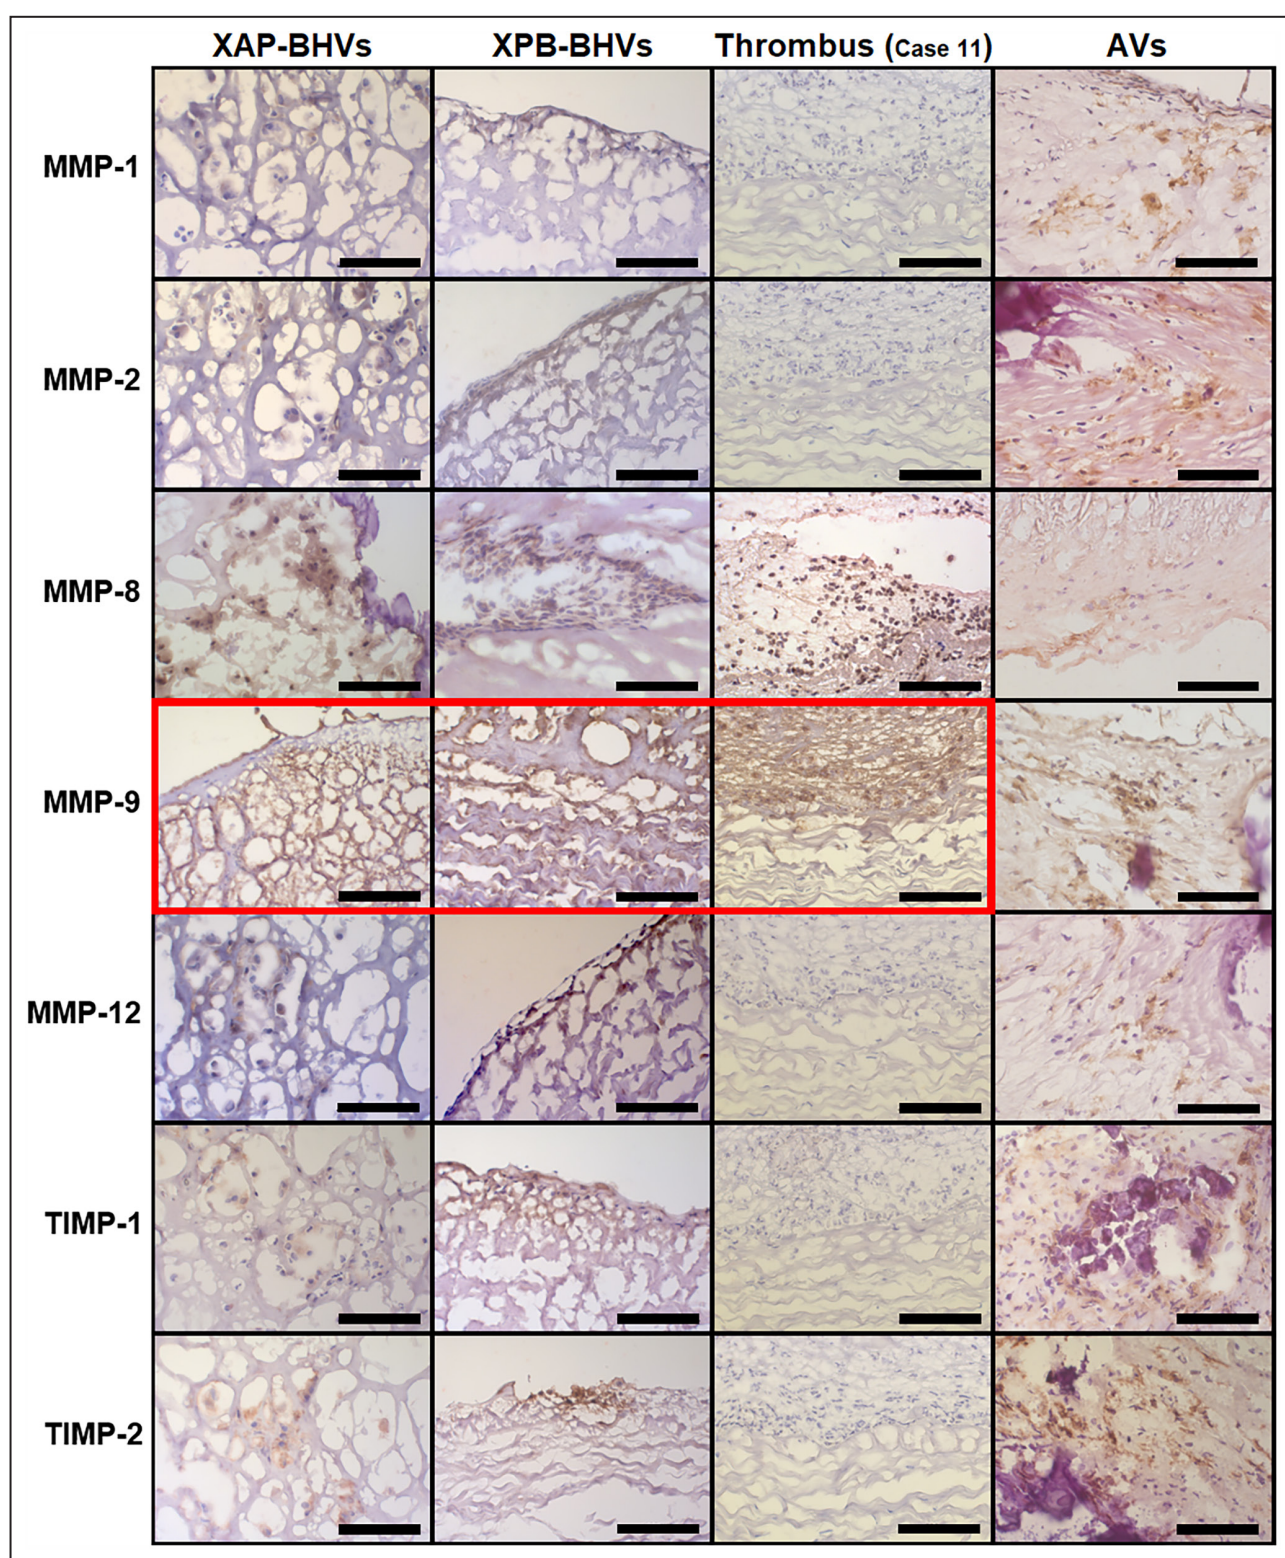 XAP-BHVs XPB-BHVs Thrombus (Case 11) AVs
MMP-1
MMP-2
MMP-8
MMP-9
MMP-12
TIMP-1
TIMP-2